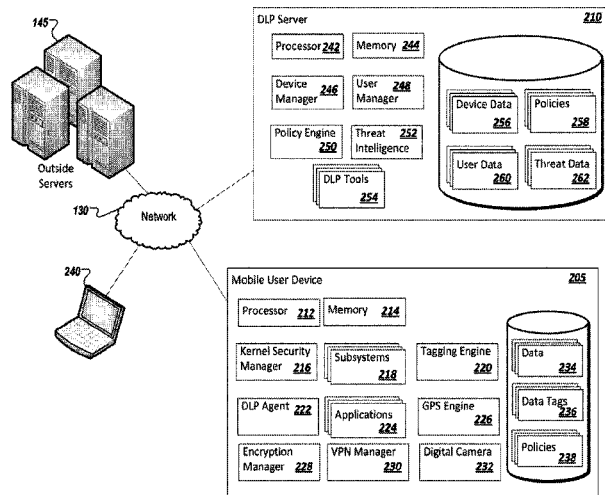 145
Outside
Servers
130
Network
240
DLP Server 210
Processor 242
Memory 244
Device
Manager 246
User 248
Manager
Policy Engine
250
Threat 252
Intelligence
DLP Tools
254
Device Data
256
Policies
258
User Data
260
Threat Data
262
Mobile User Device 205
Processor 212
Memory 214
Kernel Security
Manager 216
Subsystems
218
Tagging Engine
220
DLP Agent 222
Applications
224
GPS Engine
226
Encryption
Manager 228
VPN Manager
230
Digital Camera
232
Data
234
Data Tags
236
Policies
238